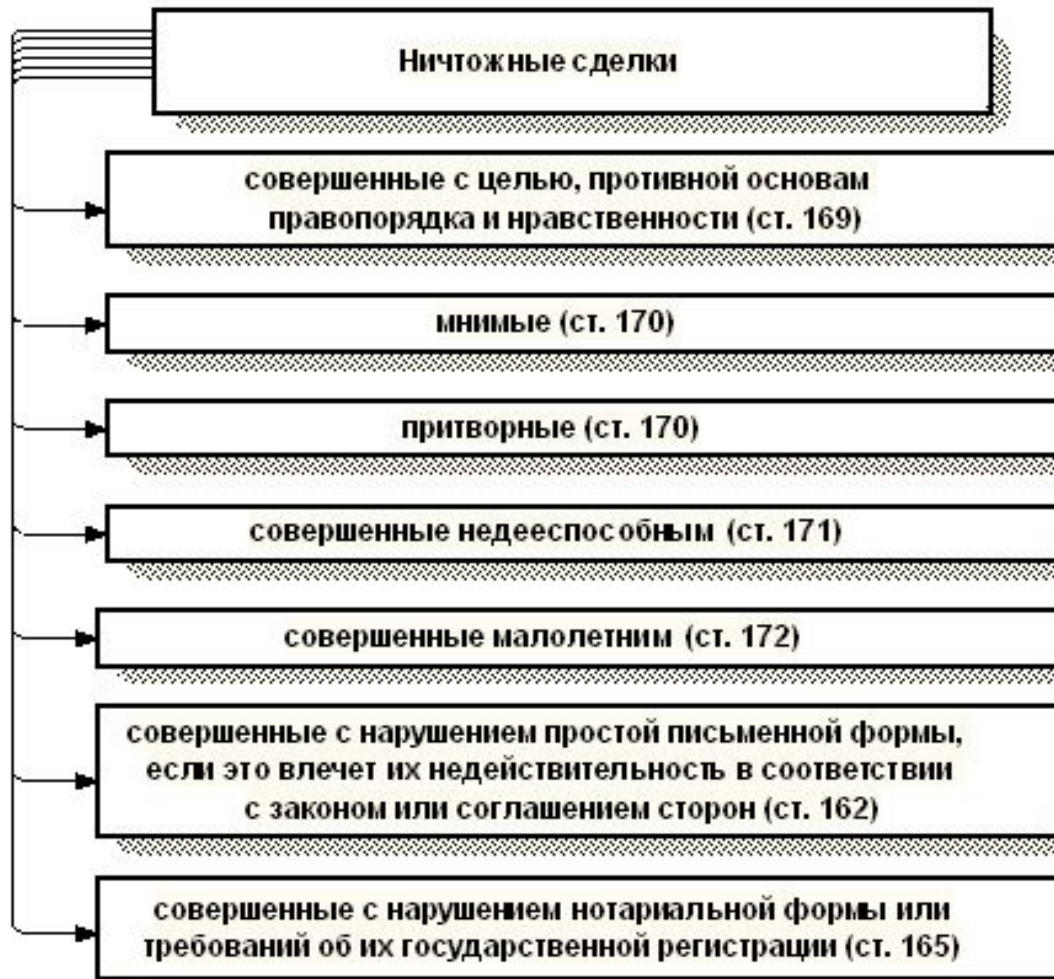 Ничтожные сделки
совершенные с целью, противной основам
правопорядка и нравственности (ст. 169)
мнимые (ст. 170)
притворные (ст. 170)
совершенные недееспособным (ст. 171)
совершенные малолетним (ст. 172)
совершенные с нарушением простой письменной формы,
если это влечет их недействительность в соответствии
с законом или соглашением сторон (ст. 162)
совершенные с нарушением нотариальной формы или
требований об их государственной регистрации (ст. 165)